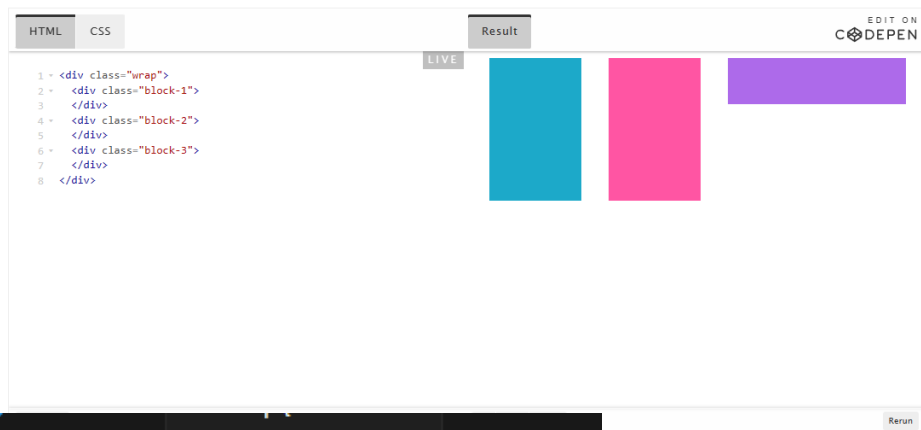 HTML CSS Result EDIT ON
CODEPEN
LIVE
1 <div class="wrap">
2 <div class="block-1">
3 </div>
4 <div class="block-2">
5 </div>
6 <div class="block-3">
7 </div>
8 </div>
Rerun